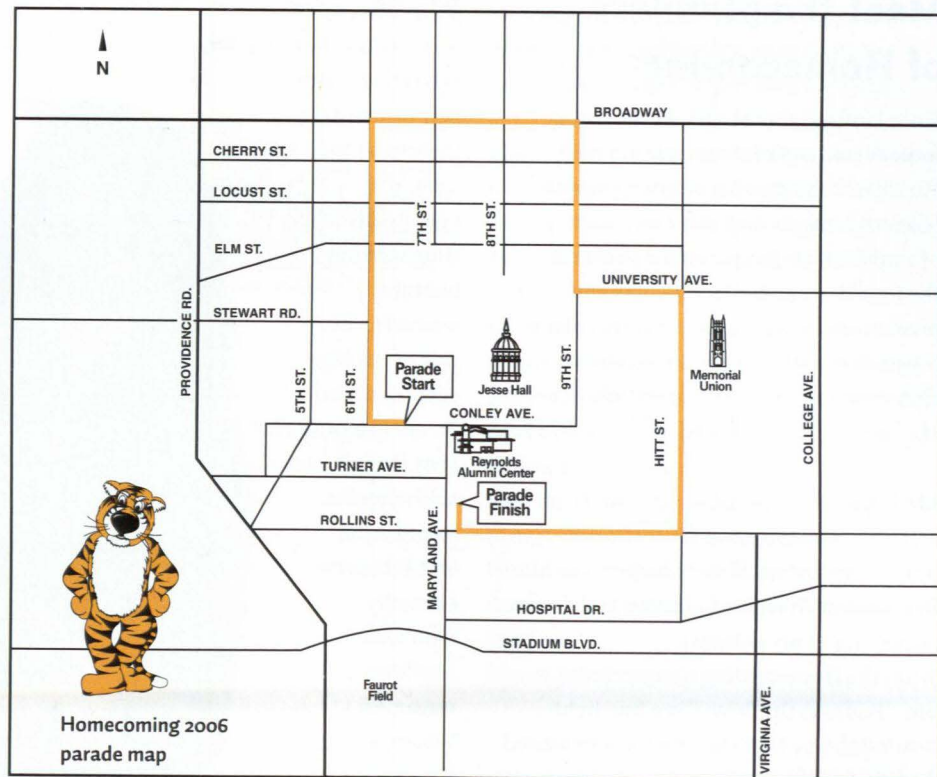 of Homecoming
N
BROADWAY
CHERRY ST.
LOCUST ST.
7TH ST.
8TH ST.
ELM ST.
UNIVERSITY AVE.
PROVIDENCE RD.
STEWART RD.
Parade
Start
Jesse Hall
Memorial
Union
5TH ST.
6TH ST.
9TH ST.
CONLEY AVE.
HITT ST.
COLLEGE AVE.
Reynolds
Alumni Center
TURNER AVE.
Parade
Finish
ROLLINS ST.
MARYLAND AVE.
HOSPITAL DR.
STADIUM BLVD.
Faurot
Field
VIRGINIA AVE.
Homecoming 2006
parade map